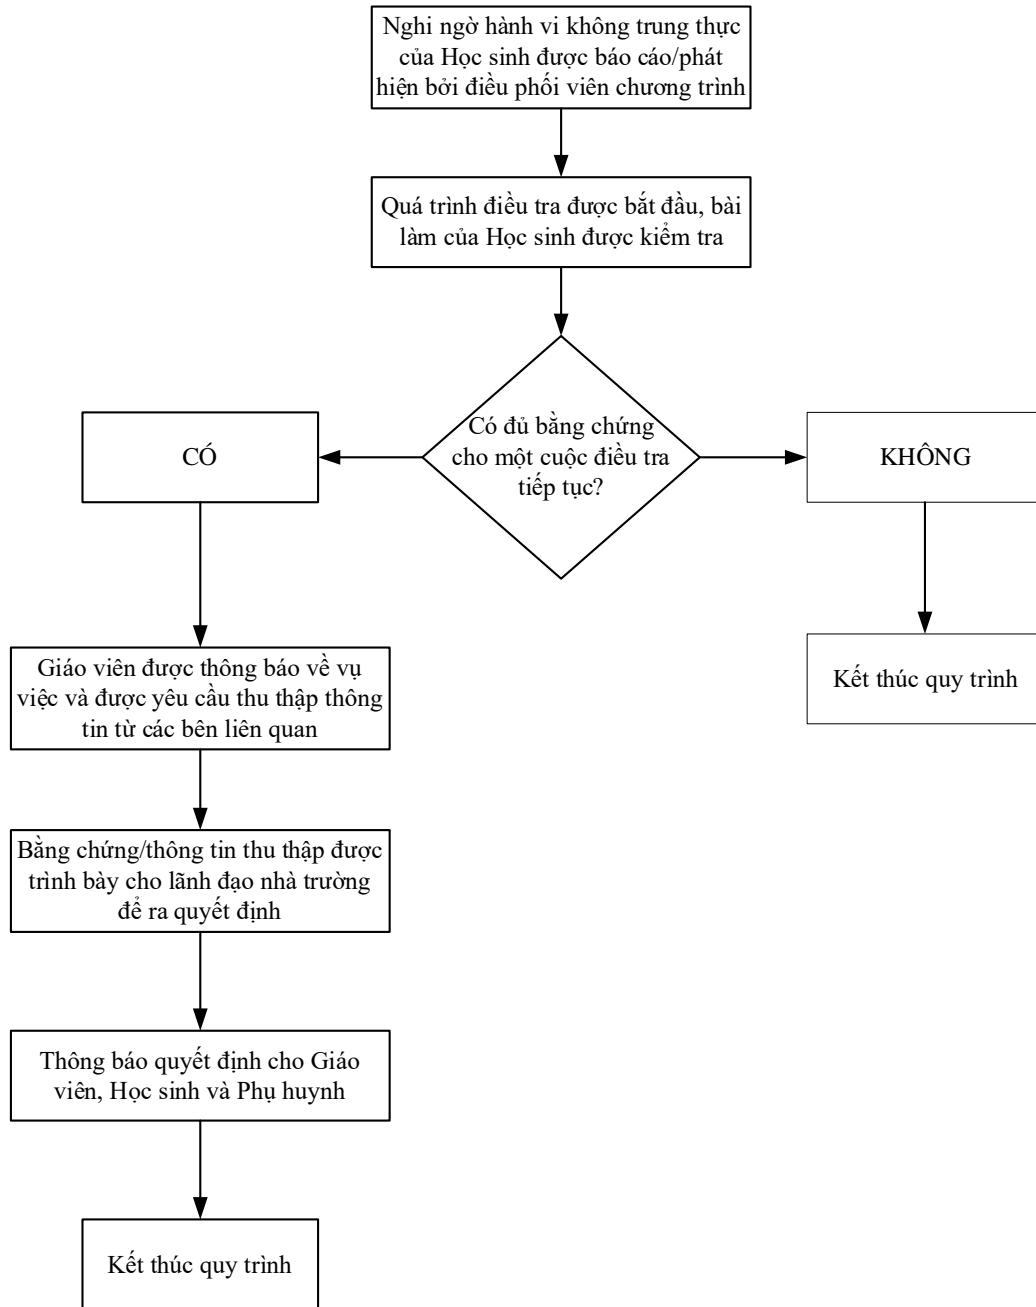 Nghi ngờ hành vi không trung thực
của Học sinh được báo cáo/phát
hiện bởi điều phối viên chương trình
Quá trình điều tra được bắt đầu, bài
làm của Học sinh được kiểm tra
Có đủ bằng chứng
cho một cuộc điều tra
tiếp tục?
CÓ
KHÔNG
Giáo viên được thông báo về vụ
việc và được yêu cầu thu thập thông
tin từ các bên liên quan
Kết thúc quy trình
Bằng chứng/thông tin thu thập được
trình bày cho lãnh đạo nhà trường
để ra quyết định
Thông báo quyết định cho Giáo
viên, Học sinh và Phụ huynh
Kết thúc quy trình